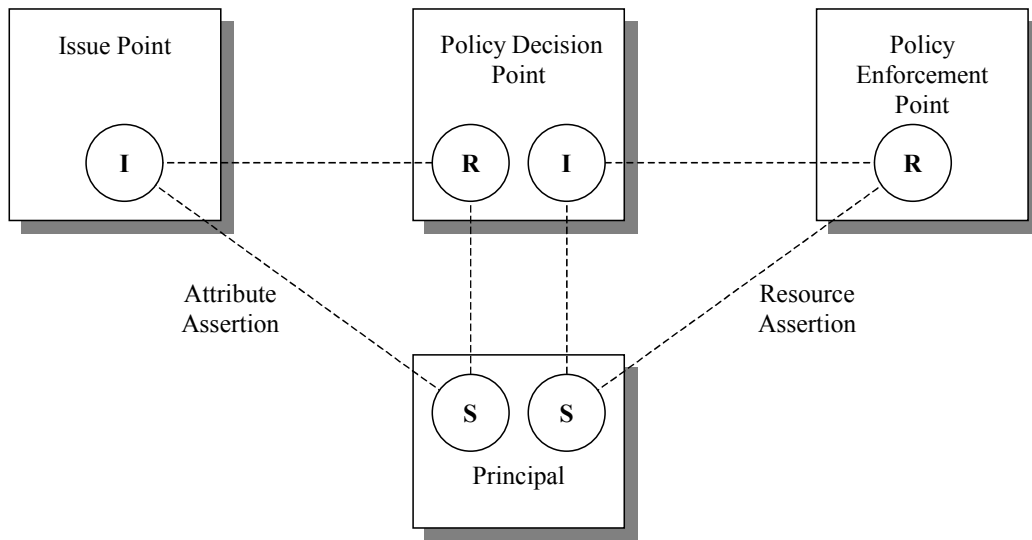 Issue Point
Policy Decision
Point
Policy
Enforcement
Point
I
R
I
R
Attribute
Assertion
Resource
Assertion
S
S
Principal